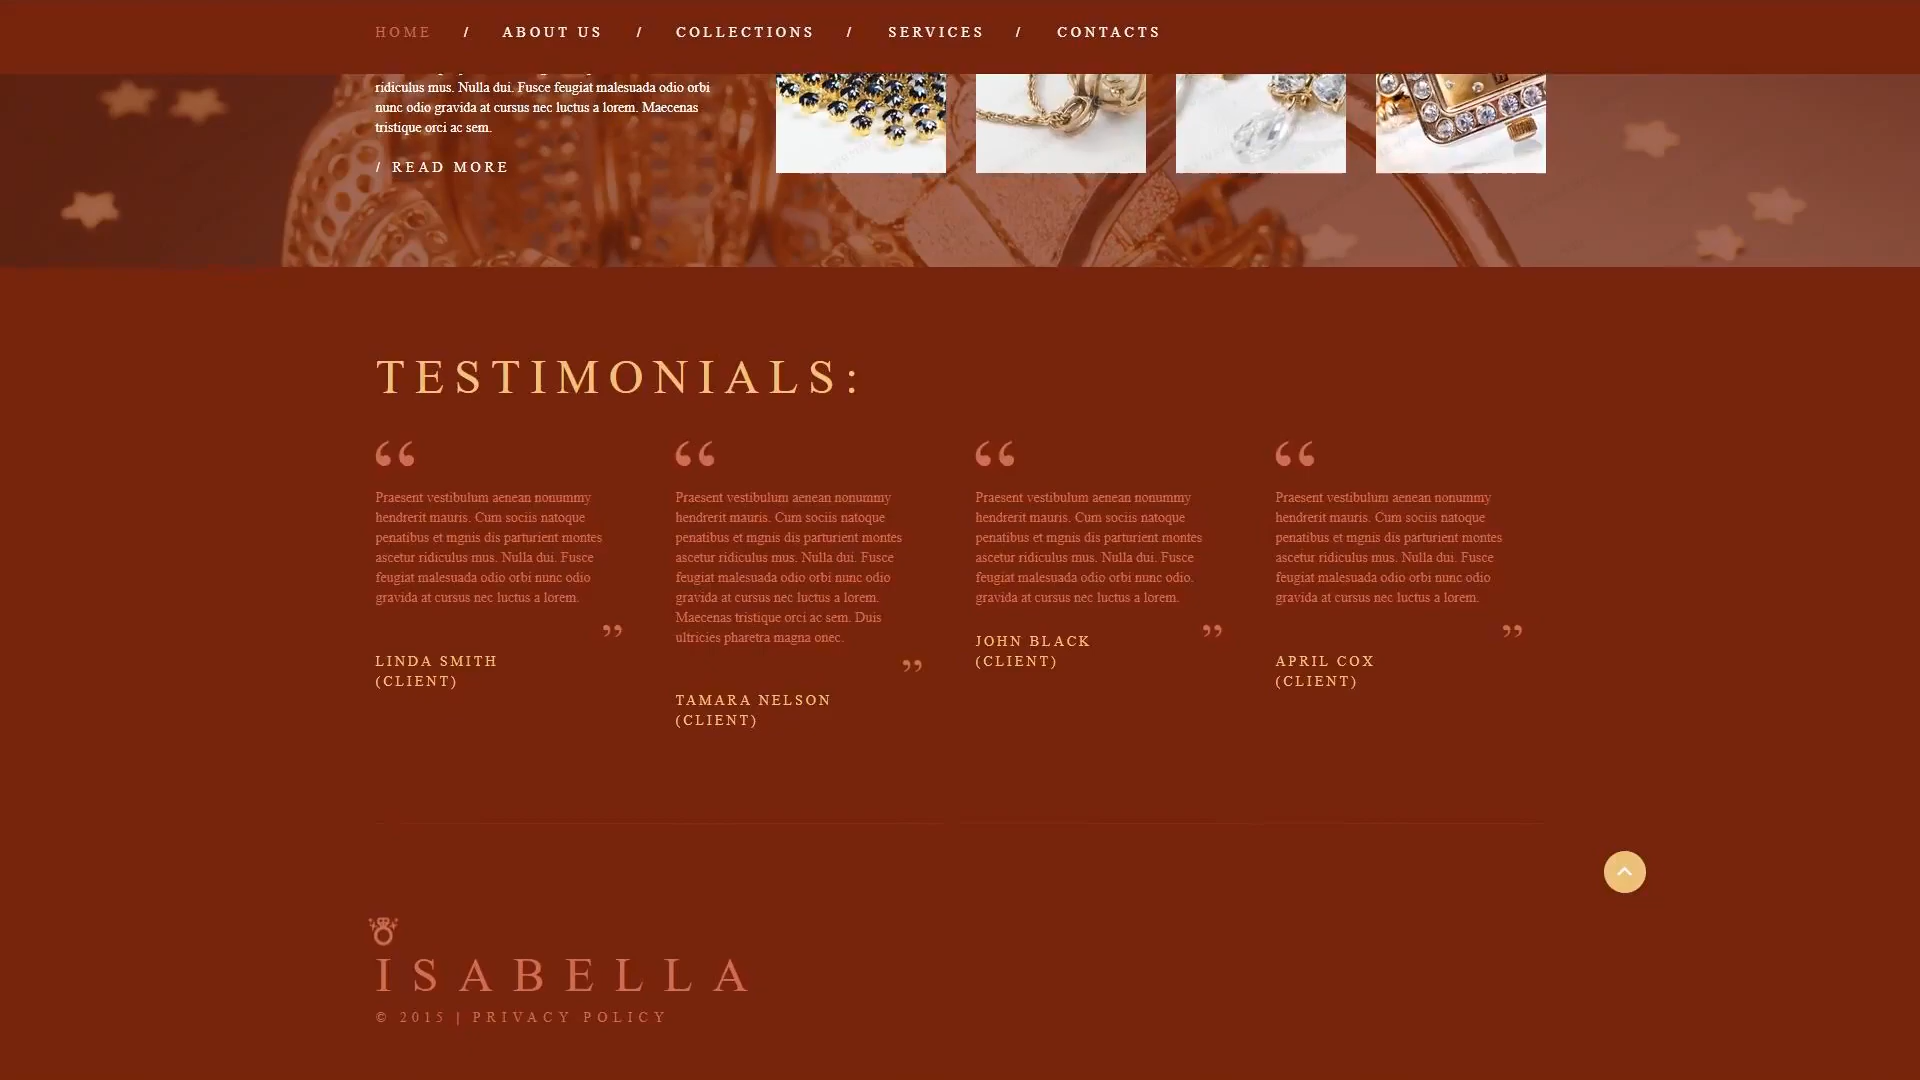 HOME / ABOUT US / COLLECTIONS / SERVICES / CONTACTS
ridiculus mus. Nulla dui. Fusce feugiat malesuada odio orbi
nunc odio gravida at cursus nec luctus a lorem. Maecenas
tristique orci ac sem.
/ READ MORE
TESTIMONIALS:
“
Praesent vestibulum aenean nonummy
hendrerit mauris. Cum sociis natoque
penatibus et mgnis dis parturient montes
ascetur ridiculus mus. Nulla dui. Fusce
feugiat malesuada odio orbi nunc odio
gravida at cursus nec luctus a lorem.
”
LINDA SMITH
(CLIENT)
“
Praesent vestibulum aenean nonummy
hendrerit mauris. Cum sociis natoque
penatibus et mgnis dis parturient montes
ascetur ridiculus mus. Nulla dui. Fusce
feugiat malesuada odio orbi nunc odio
gravida at cursus nec luctus a lorem.
Maecenas tristique orci ac sem. Duis
ultricies pharetra magna onec.
”
TAMARA NELSON
(CLIENT)
“
Praesent vestibulum aenean nonummy
hendrerit mauris. Cum sociis natoque
penatibus et mgnis dis parturient montes
ascetur ridiculus mus. Nulla dui. Fusce
feugiat malesuada odio orbi nunc odio.
gravida at cursus nec luctus a lorem.
”
JOHN BLACK
(CLIENT)
“
Praesent vestibulum aenean nonummy
hendrerit mauris. Cum sociis natoque
penatibus et mgnis dis parturient montes
ascetur ridiculus mus. Nulla dui. Fusce
feugiat malesuada odio orbi nunc odio
gravida at cursus nec luctus a lorem.
”
APRIL COX
(CLIENT)
ISABELLA
© 2015 | PRIVACY POLICY